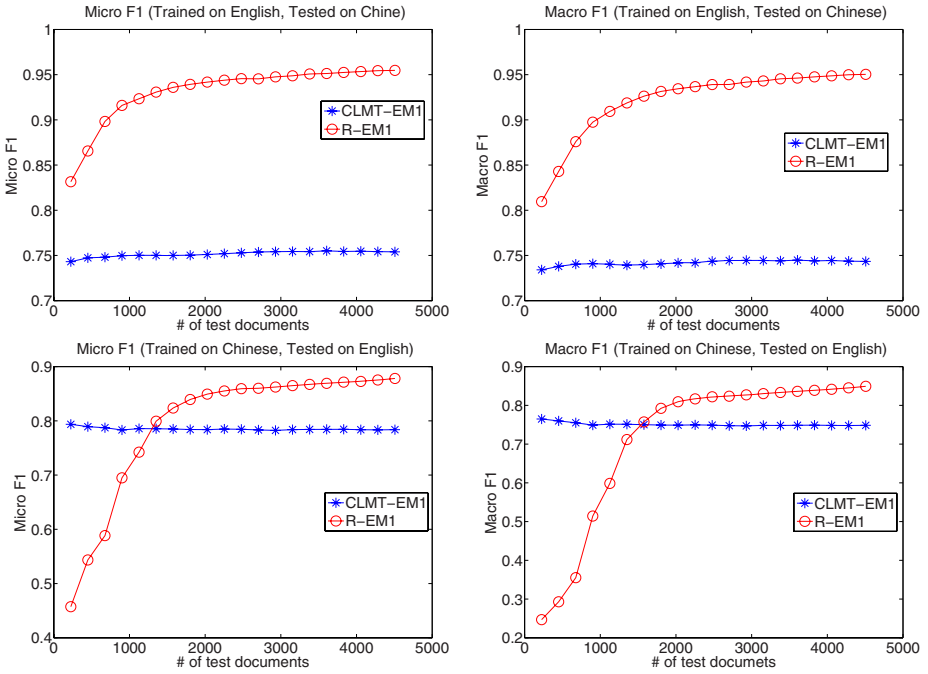 Micro F1 (Trained on English, Tested on Chine)
1
0.95
0.9
0.85
0.8
0.75
0.7
Micro F1
CLMT-EM1
R-EM1
0 1000 2000 3000 4000 5000
# of test documents
Macro F1 (Trained on English, Tested on Chinese)
1
0.95
0.9
0.85
0.8
0.75
0.7
Macro F1
CLMT-EM1
R-EM1
0 1000 2000 3000 4000 5000
# of test documents
Micro F1 (Trained on Chinese, Tested on English)
0.9
0.8
0.7
0.6
0.5
0.4
Micro F1
CLMT-EM1
R-EM1
0 1000 2000 3000 4000 5000
# of test documents
Macro F1 (Trained on Chinese, Tested on English)
0.9
0.8
0.7
0.6
0.5
0.4
0.3
0.2
Macro F1
CLMT-EM1
R-EM1
0 1000 2000 3000 4000 5000
# of test documets